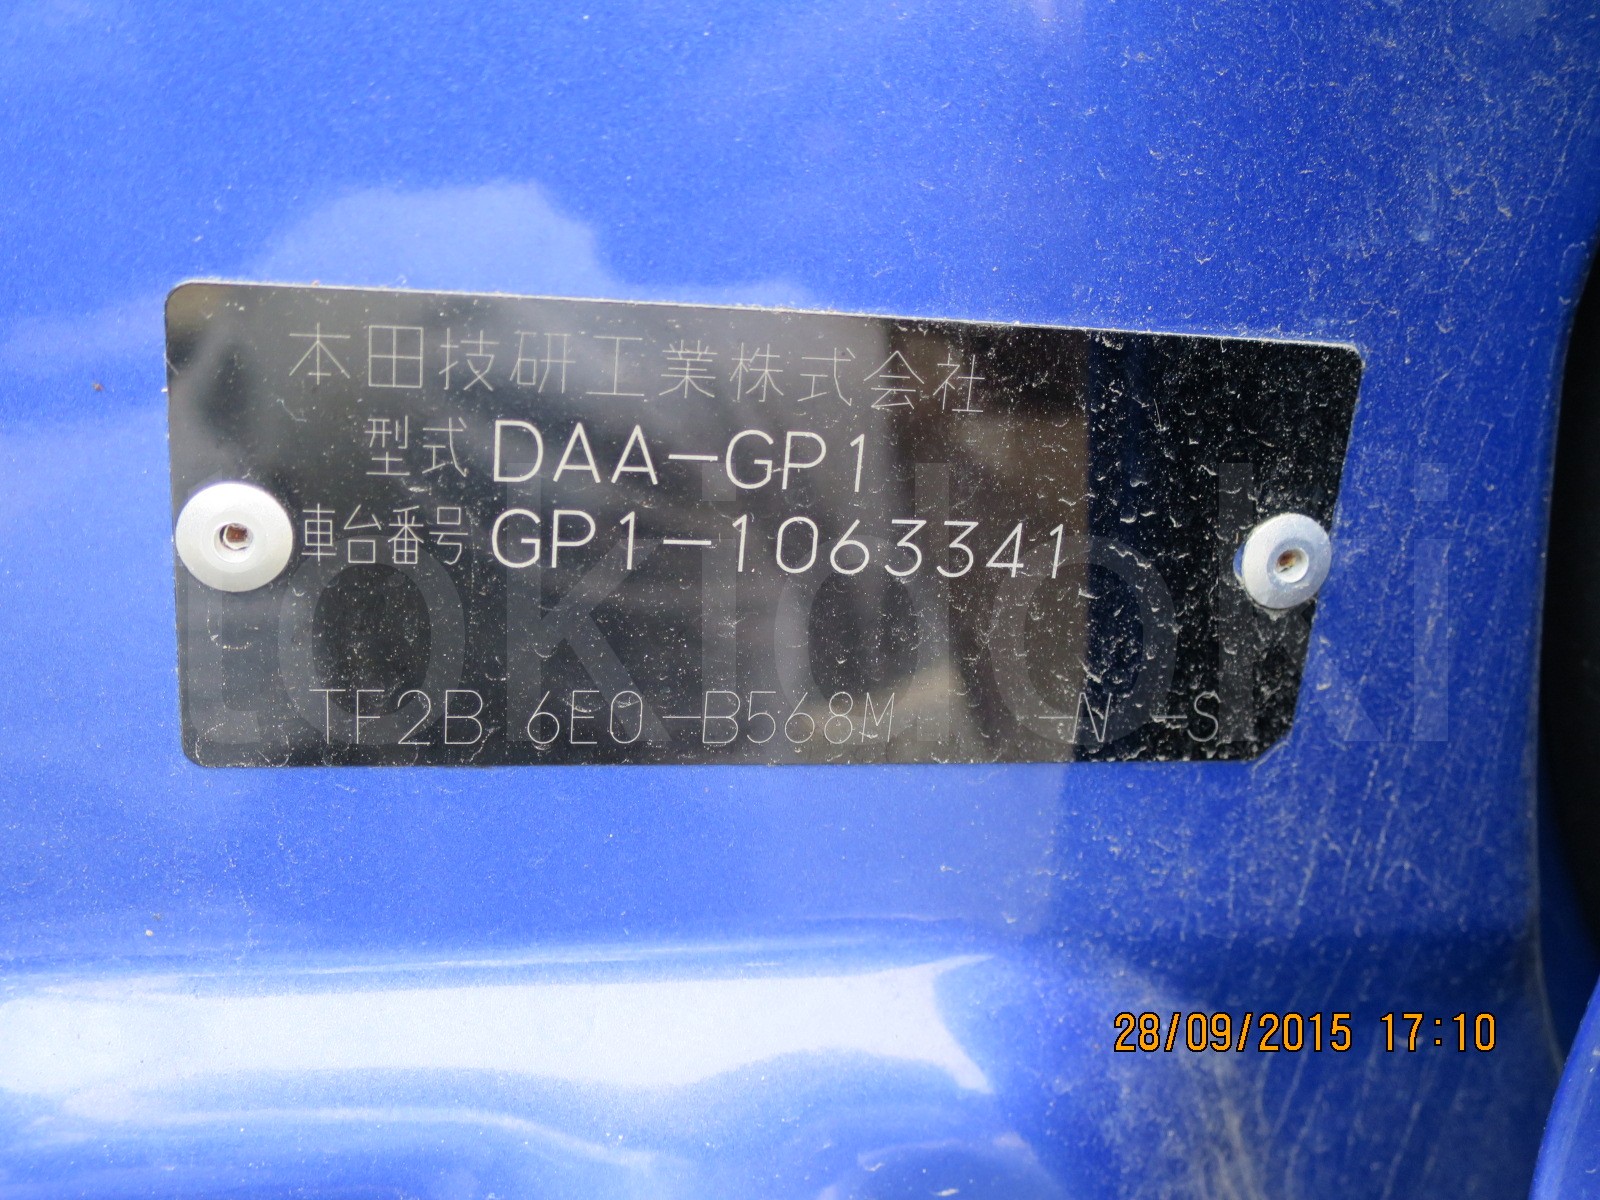 本田技研工業株式会社
型式 DAA-GP1
車台番号 GP1-1063341
TF2B 6E0-B568M -N -S
tokidoki
28/09/2015 17:10